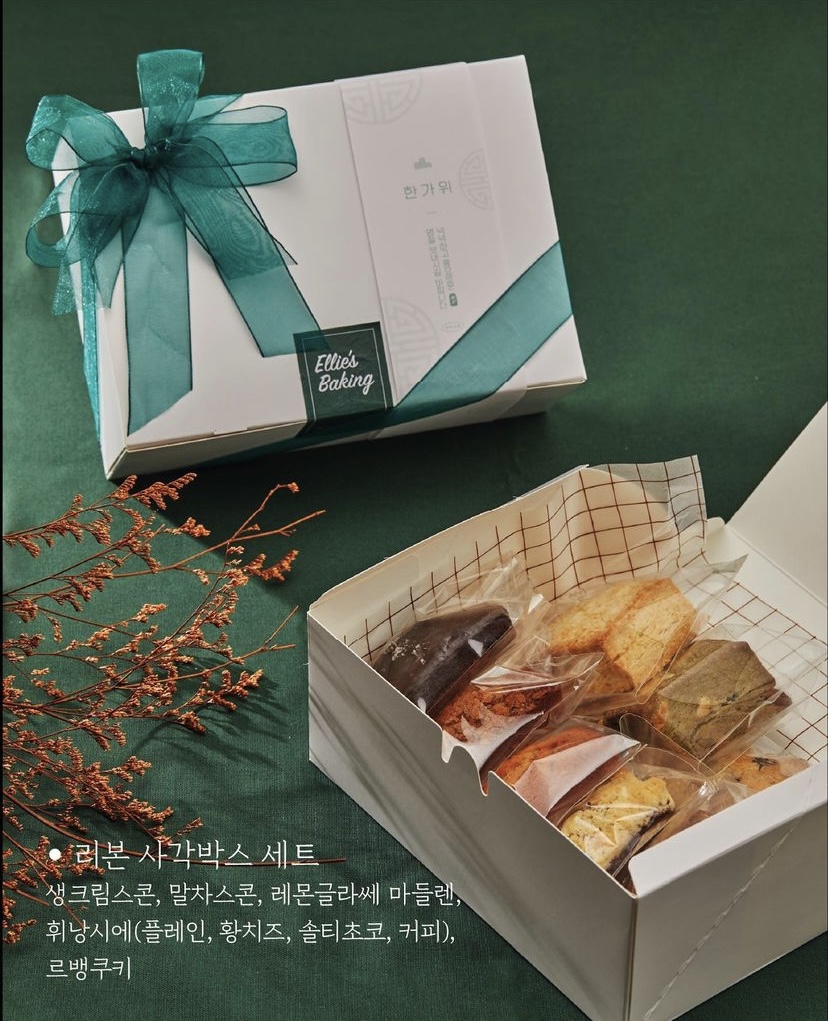 한가위
Ellie's
Baking
• 리본 사각박스 세트
생크림스콘, 말차스콘, 레몬글라쎄 마들렌,
휘낭시에(플레인, 황치즈, 솔티초코, 커피),
르뱅쿠키